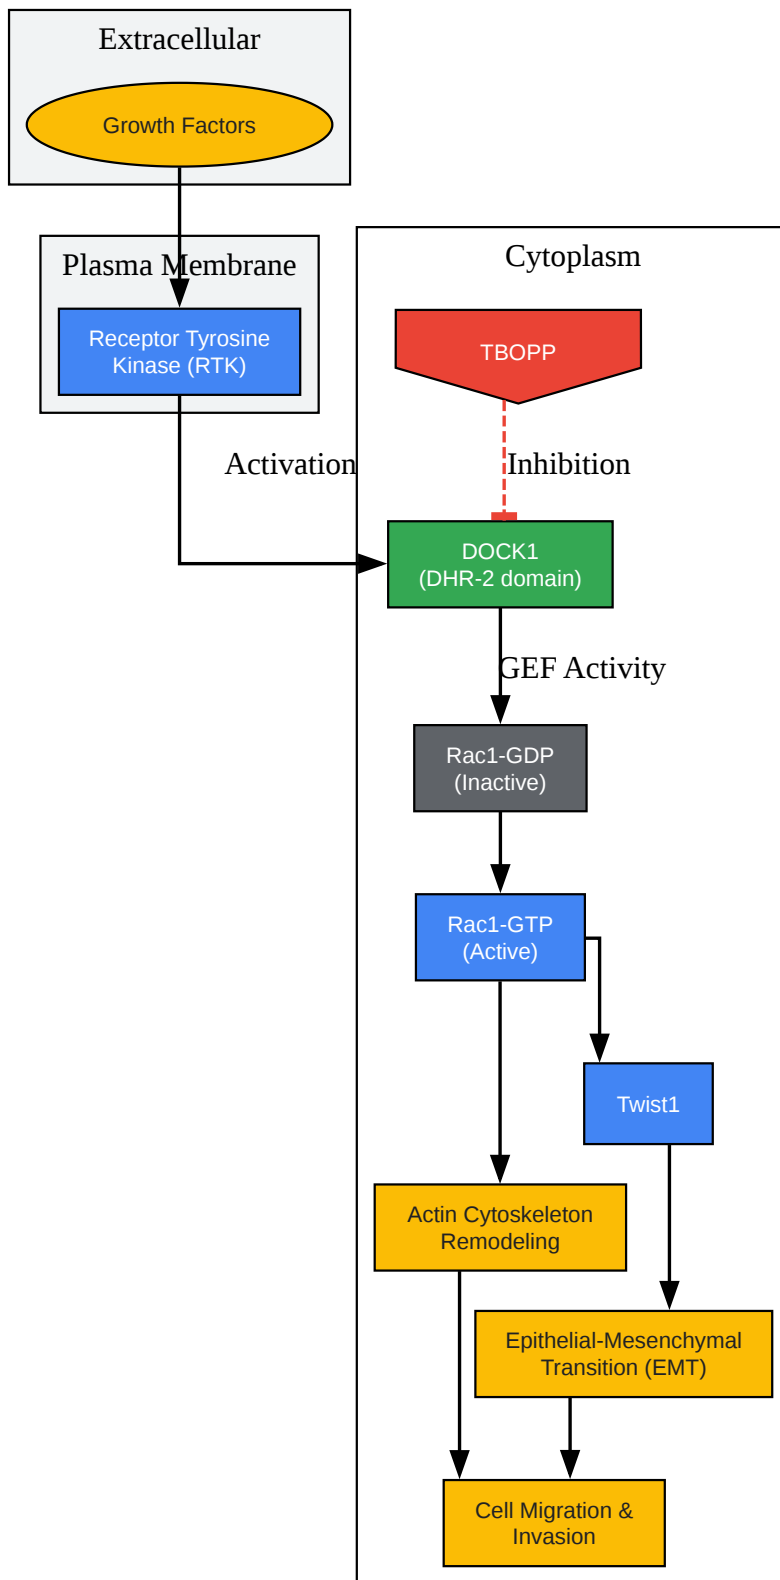 Extracellular
Growth Factors
Plasma Membrane
Receptor Tyrosine
Kinase (RTK)
Cytoplasm
TBOPP
Activation
Inhibition
DOCK1
(DHR-2 domain)
GEF Activity
Rac1-GDP
(Inactive)
Rac1-GTP
(Active)
Twist1
Actin Cytoskeleton
Remodeling
Epithelial-Mesenchymal
Transition (EMT)
Cell Migration &
Invasion